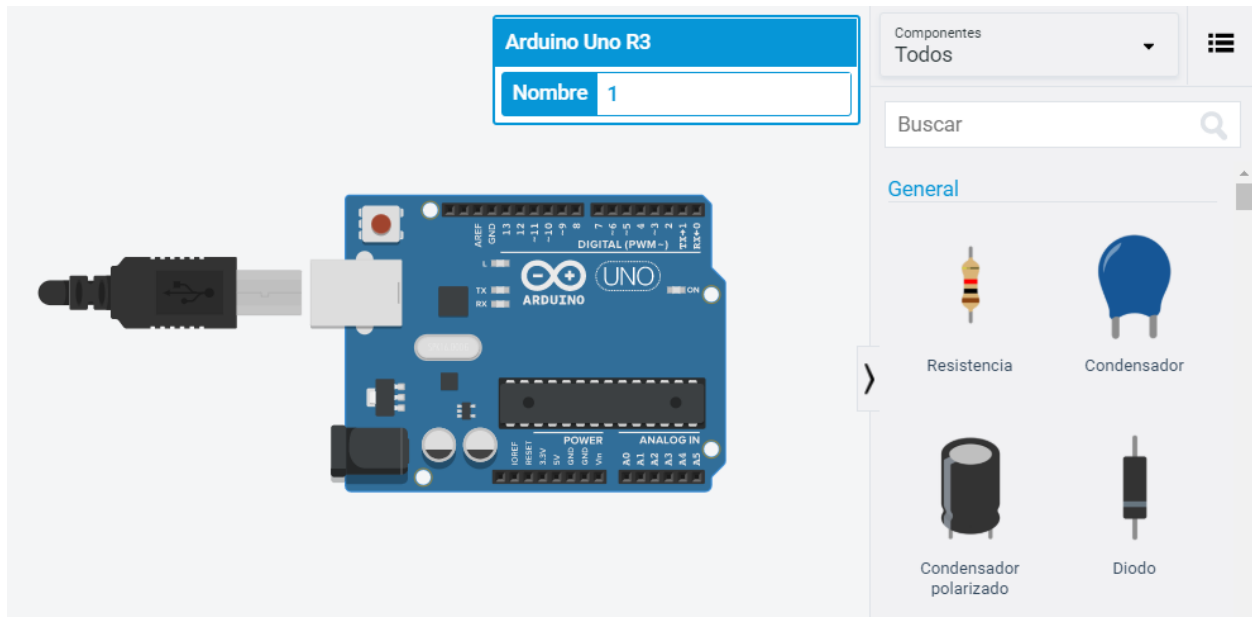 Arduino Uno R3
Nombre 1
Componentes
Todos
Buscar
General
Resistencia
Condensador
Condensador
polarizado
Diodo
AREF
GND
13
12
~11
~10
~9
8
7
~6
~5
4
~3
2
TX→1
RX←0
DIGITAL (PWM~)
L
TX
RX
ARDUINO
UNO
ON
POWER
ANALOG IN
IOREF
RESET
3.3V
5V
GND
GND
Vin
A0
A1
A2
A3
A4
A5